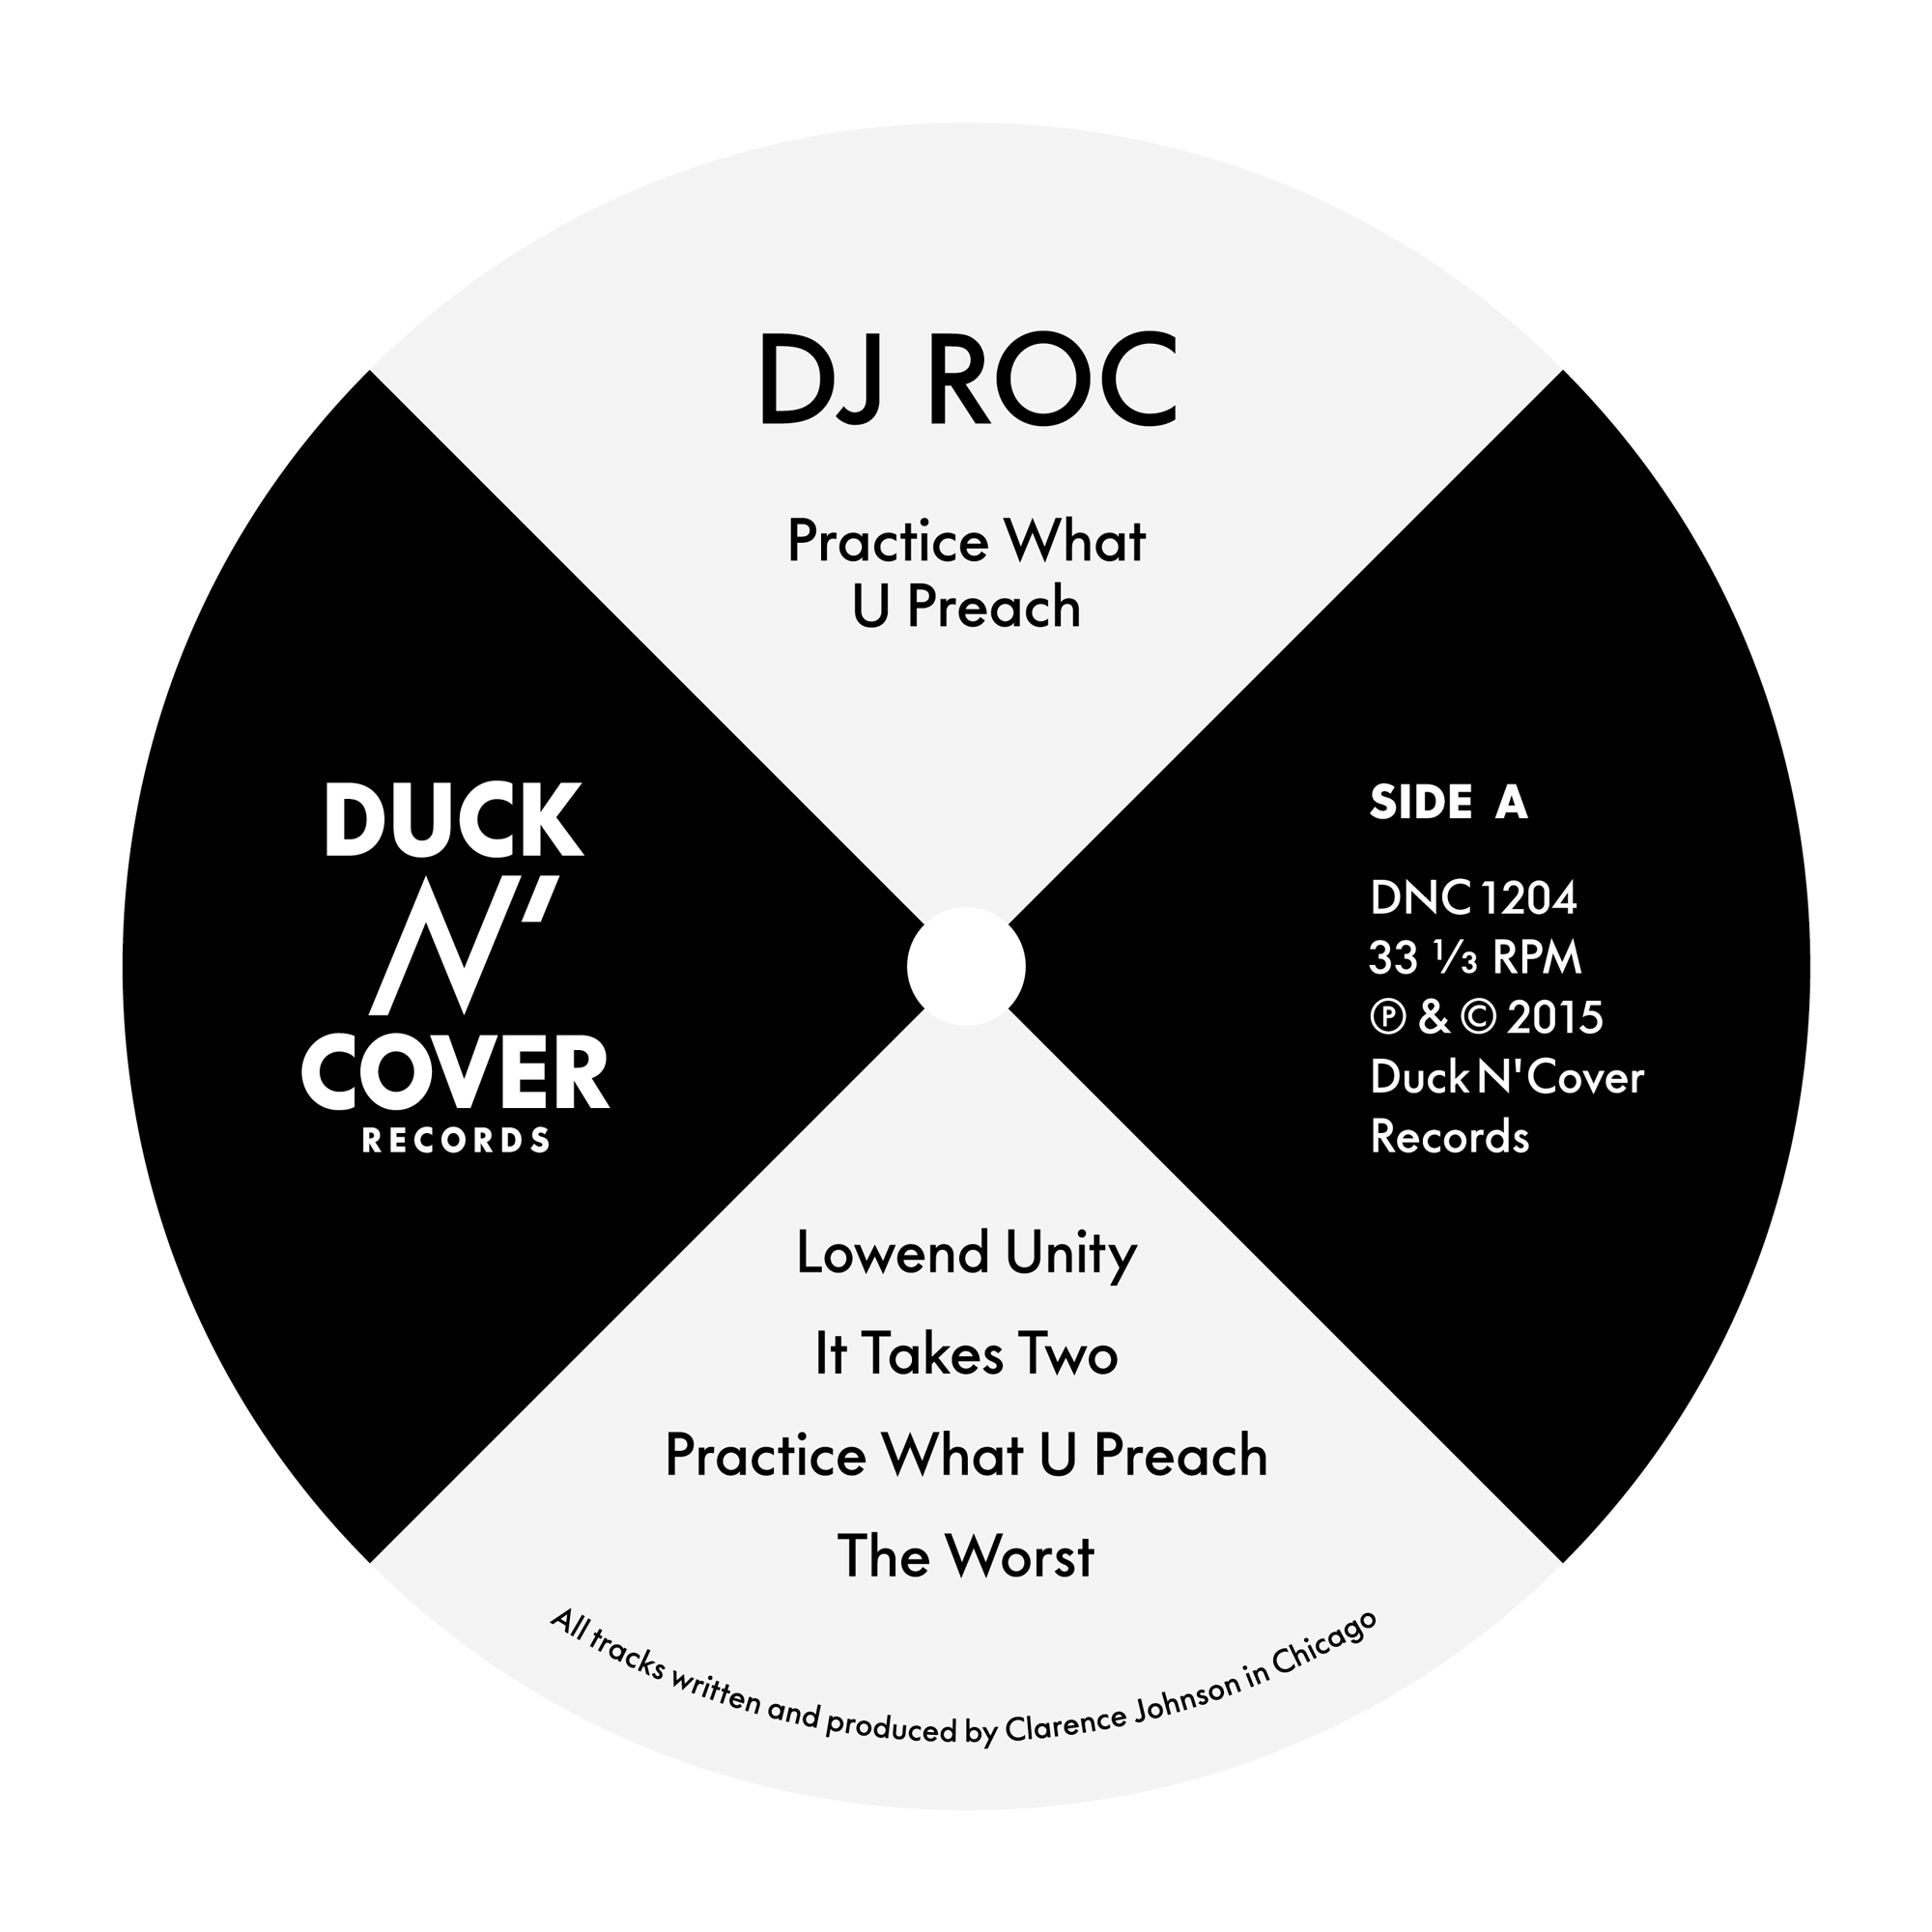 DJ ROC
Practice What
U Preach
DUCK
N'
COVER
RECORDS
SIDE A
DNC 1204
33 ⅓ RPM
℗ & © 2015
DuckN'Cover
Records
Lowend Unity
It Takes Two
Practice What U Preach
The Worst
All tracks written and produced by Clarence Johnson in Chicago